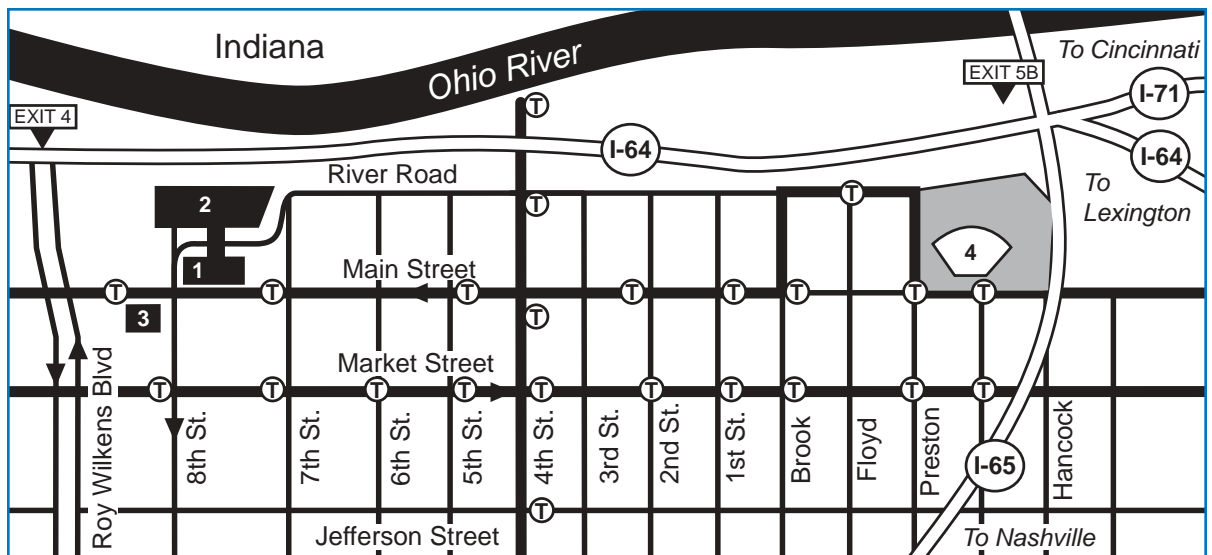 Indiana
Ohio River
To Cincinnati
EXIT 5B
EXIT 4
I-71
I-64
I-64
To
Lexington
River Road
T
T
T
2
4
1
Main Street
T
T
T
T
T
T
T
T
3
T
Market Street
T
T
T
T
T
T
T
T
T
T
Roy Wilkens Blvd
8th St.
7th St.
6th St.
5th St.
4th St.
3rd St.
2nd St.
1st St.
Brook
Floyd
Preston
Hancock
I-65
T
Jefferson Street
To Nashville